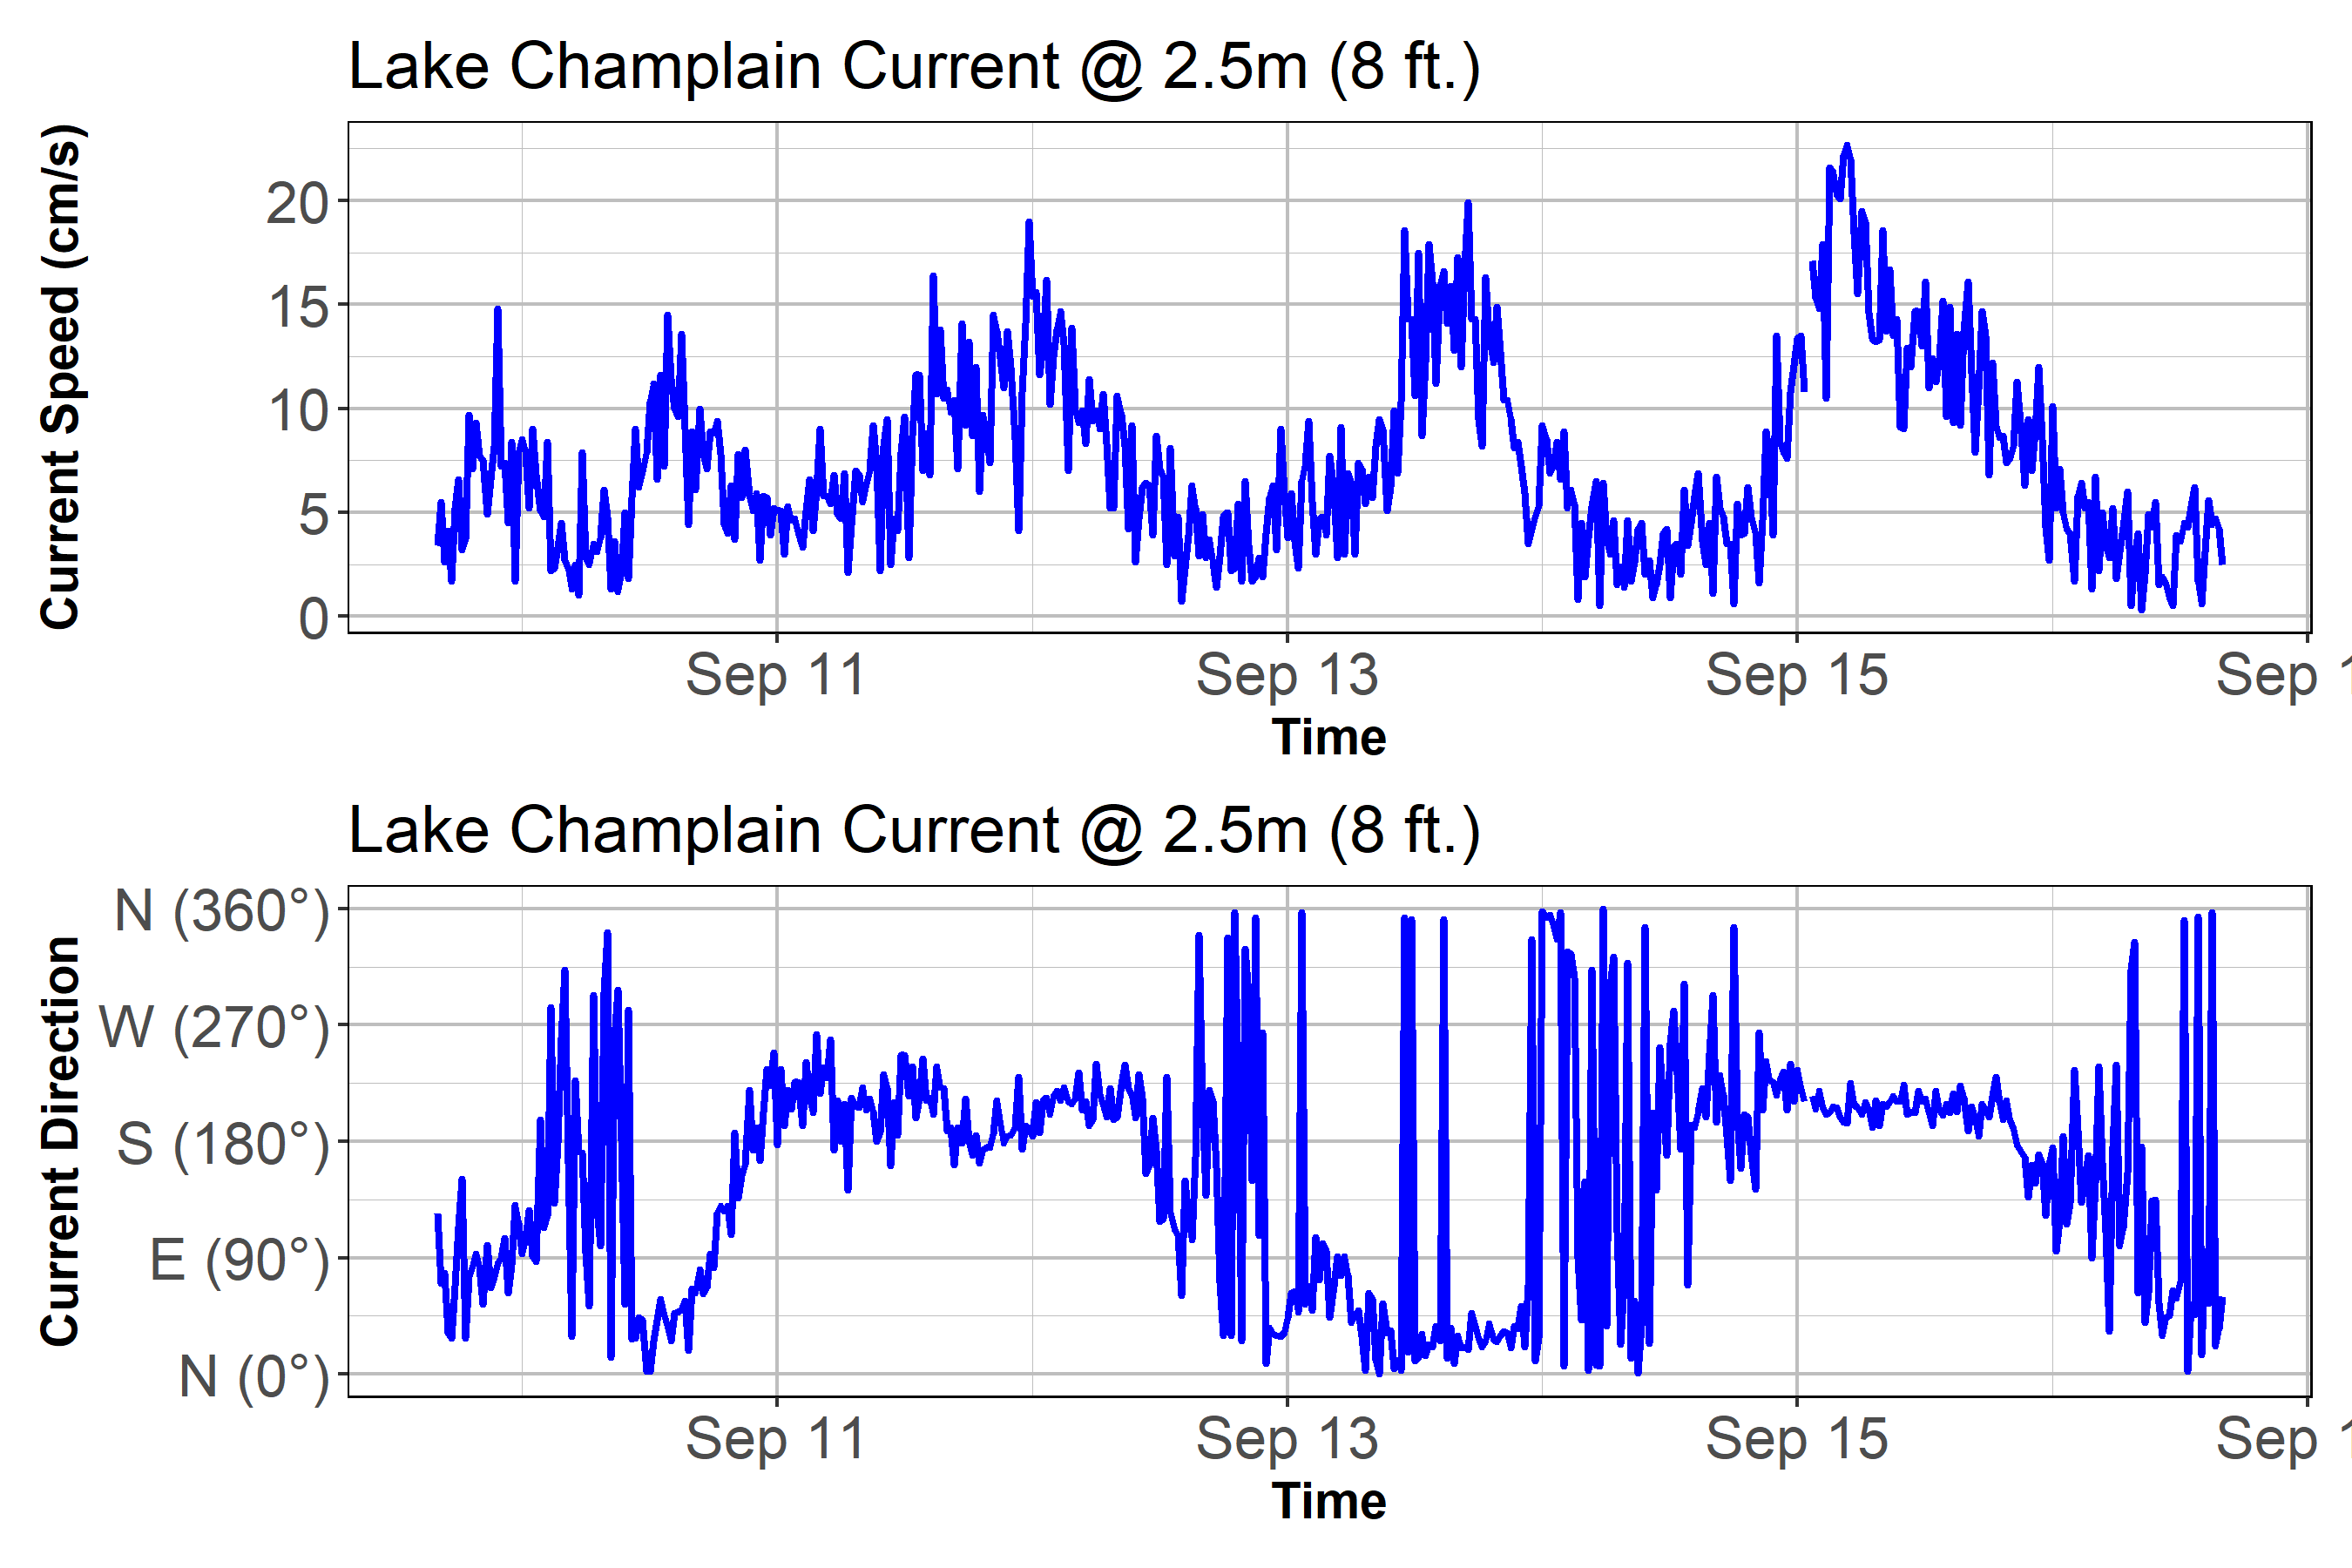 Lake Champlain Current @ 2.5m (8 ft.)
Current Speed (cm/s)
20
15
10
5
0
Sep 11 Sep 13 Sep 15 Sep 1
Time
Lake Champlain Current @ 2.5m (8 ft.)
Current Direction
N (360°)
W (270°)
S (180°)
E (90°)
N (0°)
Sep 11 Sep 13 Sep 15 Sep 1
Time